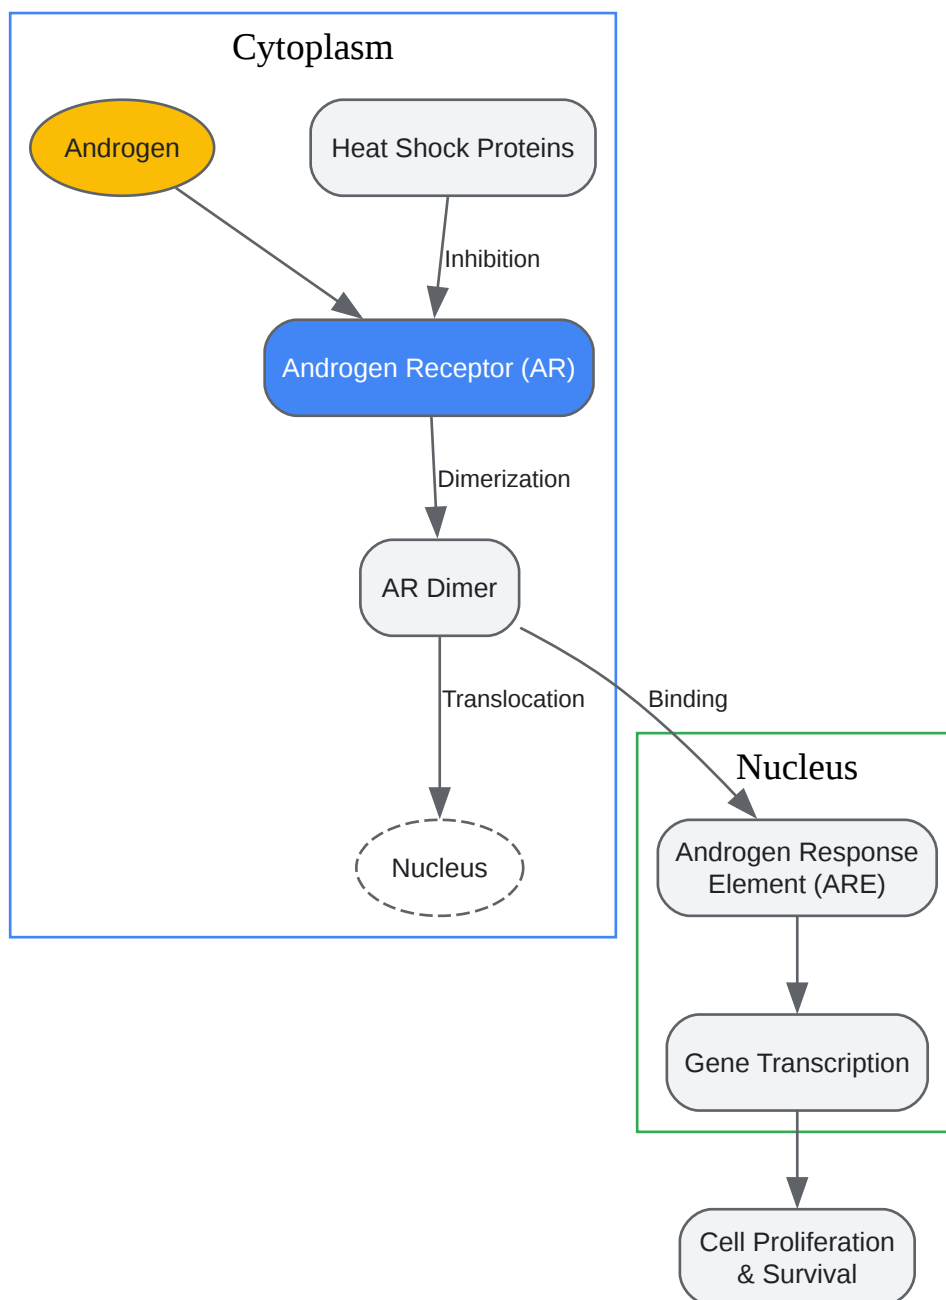 Cytoplasm
Androgen
Heat Shock Proteins
Inhibition
Androgen Receptor (AR)
Dimerization
AR Dimer
Translocation
Binding
Nucleus
Nucleus
Androgen Response
Element (ARE)
Gene Transcription
Cell Proliferation
& Survival